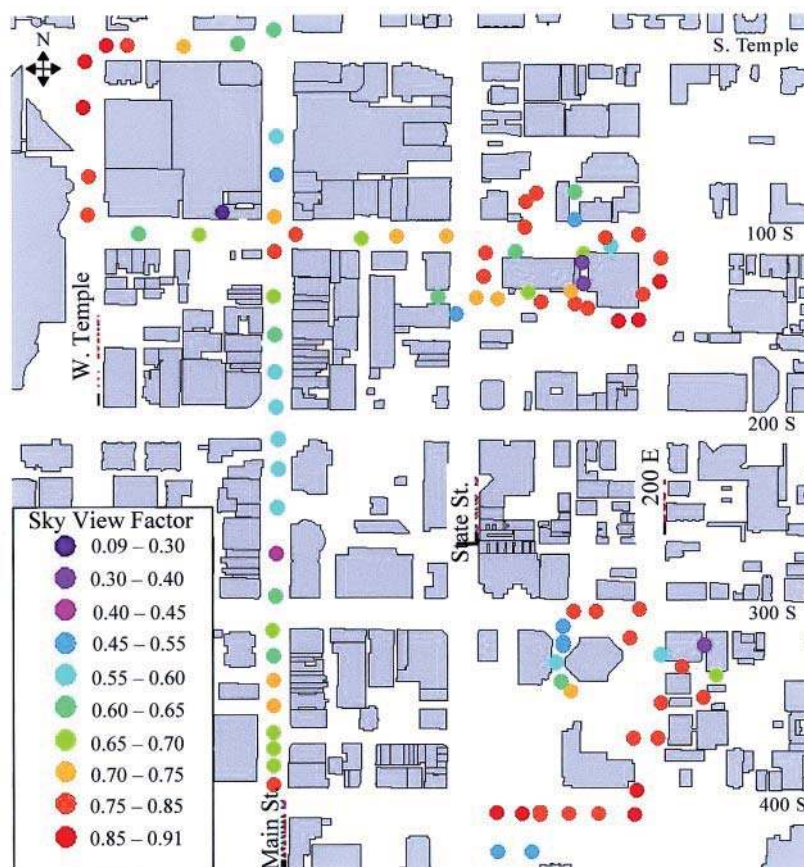 N
S. Temple
100 S
W. Temple
200 S
State St.
200 E
Sky View Factor
0.09 – 0.30
0.30 – 0.40
0.40 – 0.45
0.45 – 0.55
0.55 – 0.60
0.60 – 0.65
0.65 – 0.70
0.70 – 0.75
0.75 – 0.85
0.85 – 0.91
300 S
Main St.
400 S